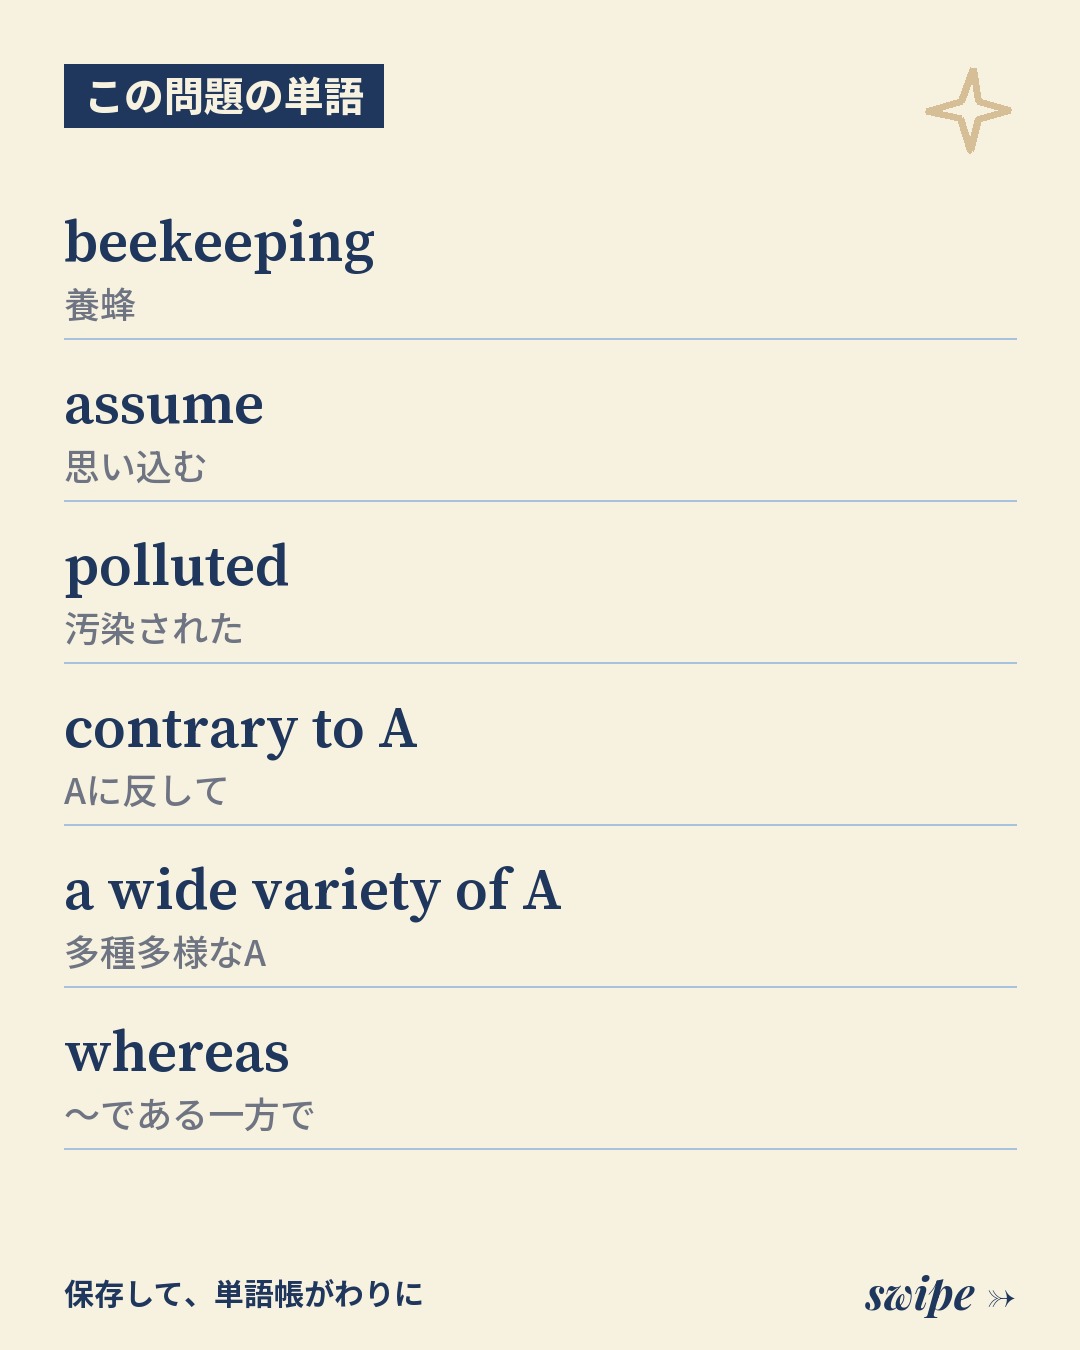 この問題の単語
beekeeping
養蜂
assume
思い込む
polluted
汚染された
contrary to A
Aに反して
a wide variety of A
多種多様なA
whereas
〜である一方で
保存して、単語帳がわりに
swipe